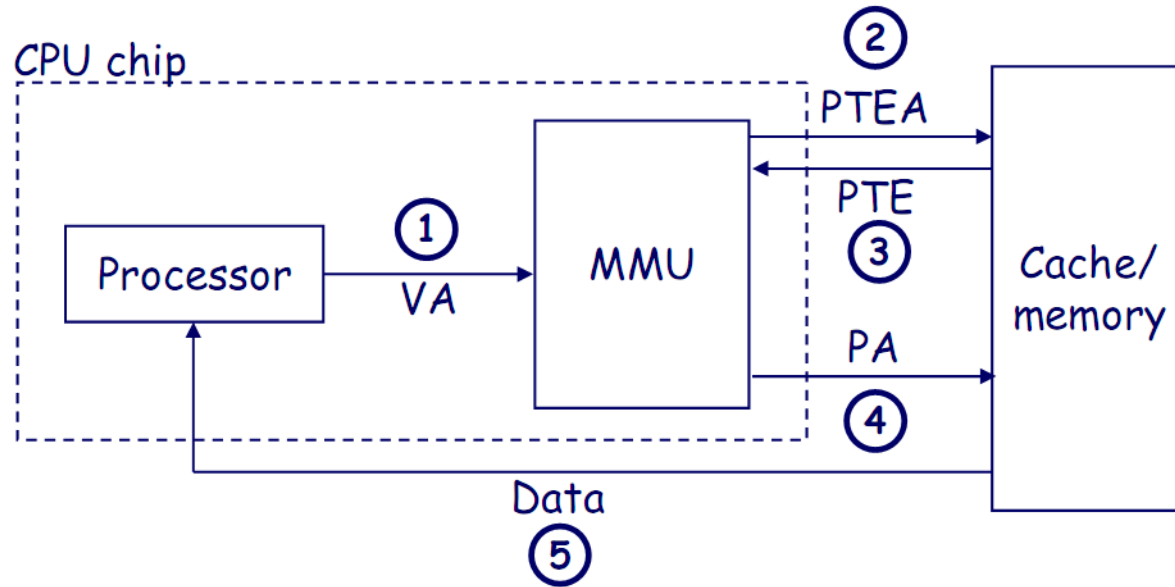 CPU chip
2
PTEA
PTE
3
1
Processor
VA
MMU
Cache/
memory
PA
4
Data
5